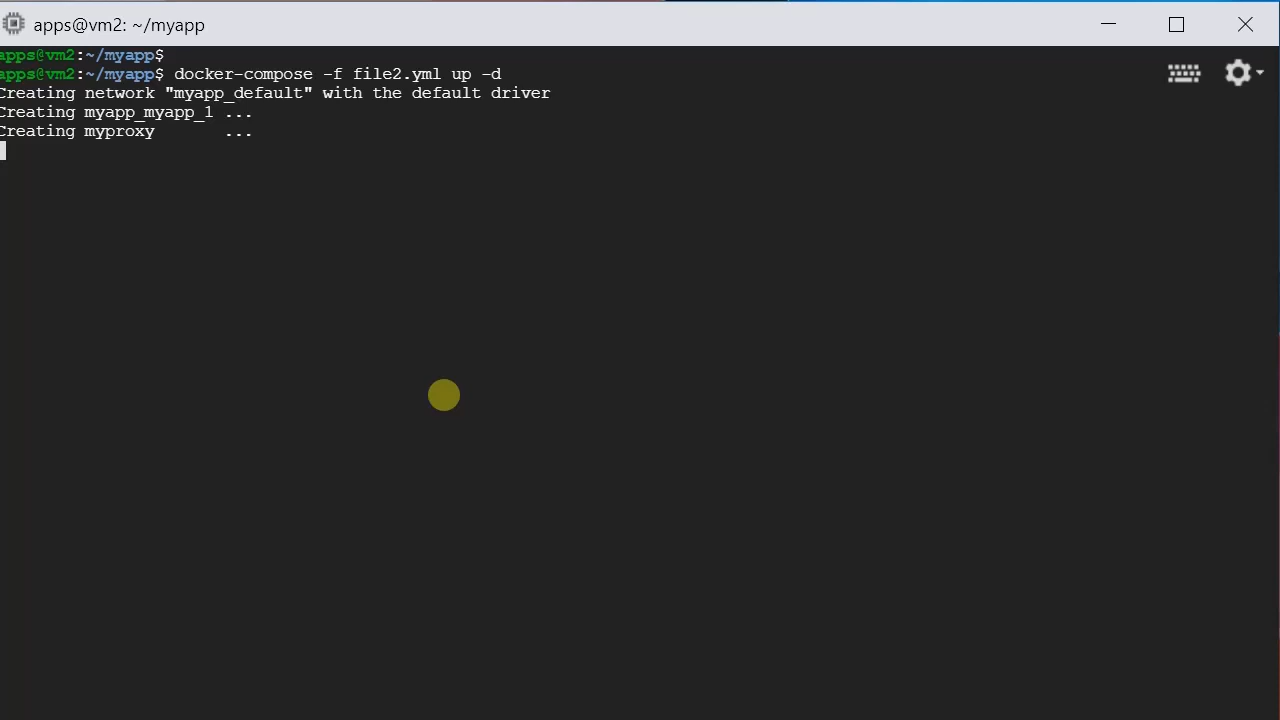 apps@vm2: ~/myapp
apps@vm2:~/myapp$
apps@vm2:~/myapp$ docker-compose -f file2.yml up -d
Creating network "myapp_default" with the default driver
Creating myapp_myapp_1 ...
Creating myproxy       ...